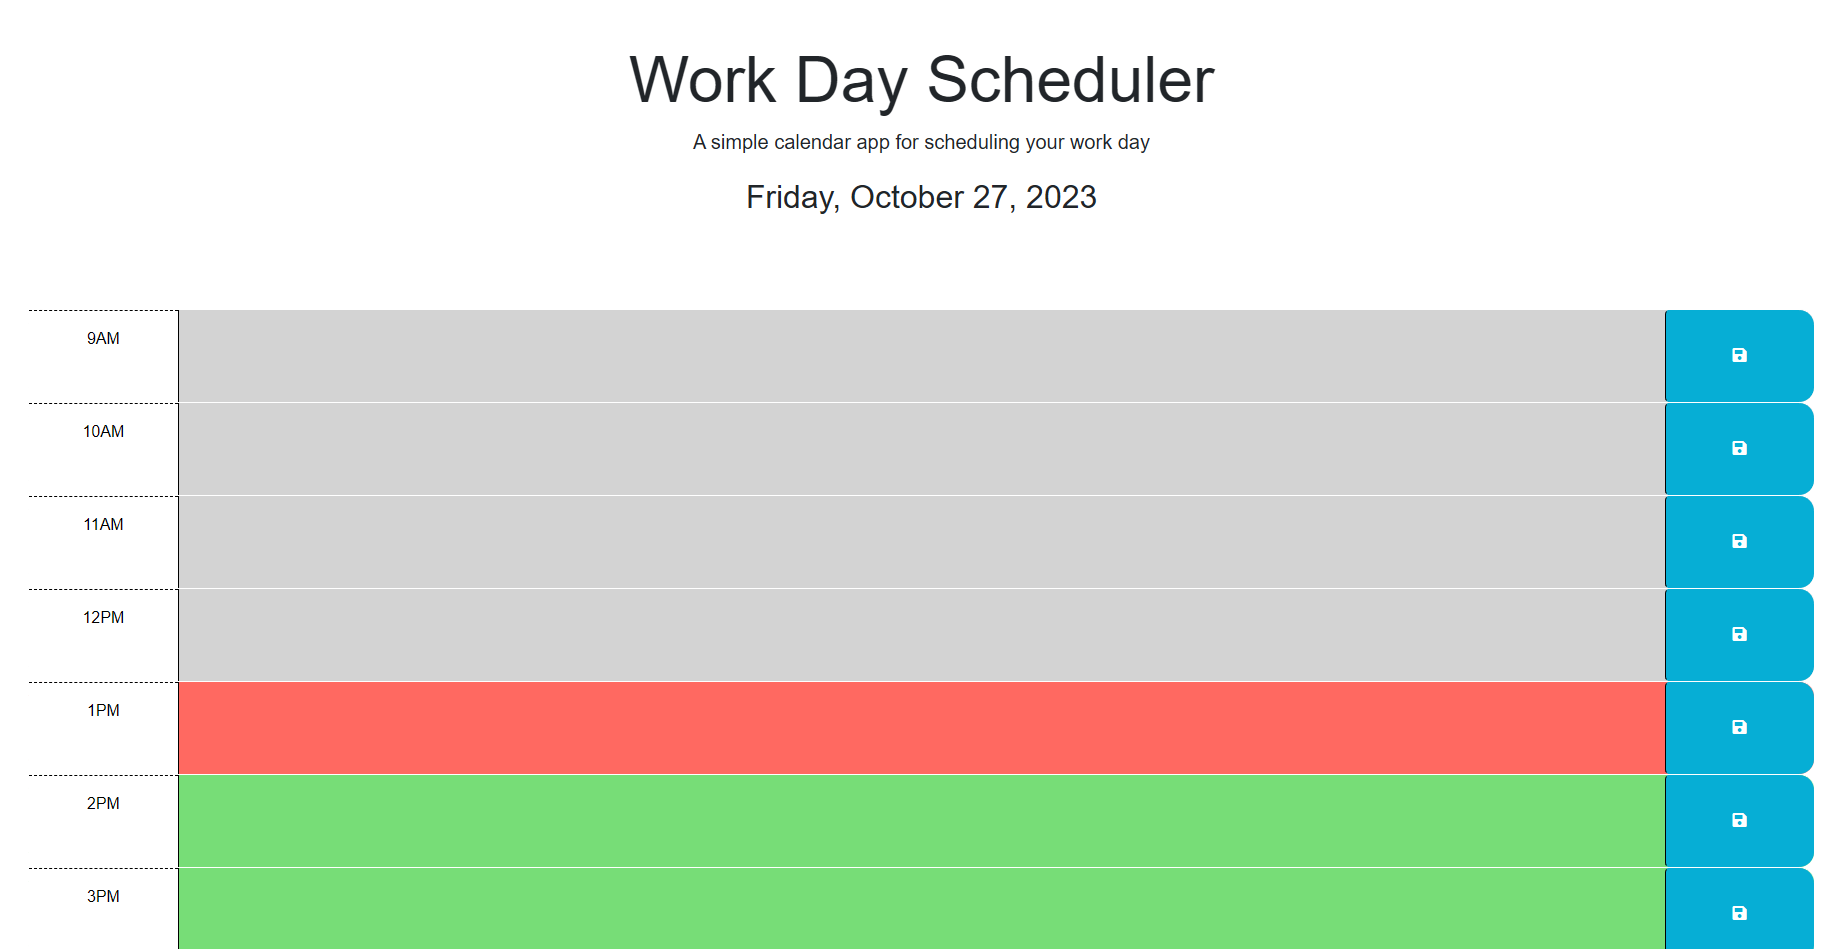 Work Day Scheduler
A simple calendar app for scheduling your work day
Friday, October 27, 2023
9AM
10AM
11AM
12PM
1PM
2PM
3PM